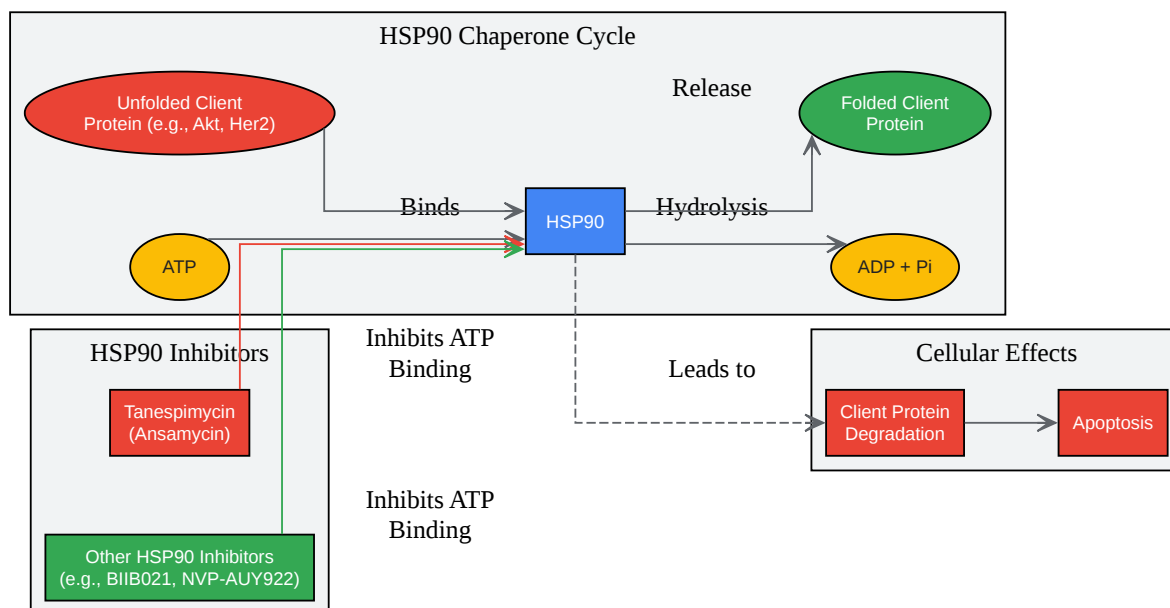 HSP90 Chaperone Cycle
Release
Unfolded Client
Protein (e.g., Akt, Her2)
Folded Client
Protein
Binds
HSP90
Hydrolysis
ATP
ADP + Pi
HSP90 Inhibitors
Inhibits ATP
Binding
Leads to
Cellular Effects
Tanespimycin
(Ansamycin)
Client Protein
Degradation
Apoptosis
Inhibits ATP
Binding
Other HSP90 Inhibitors
(e.g., BIIB021, NVP-AUY922)